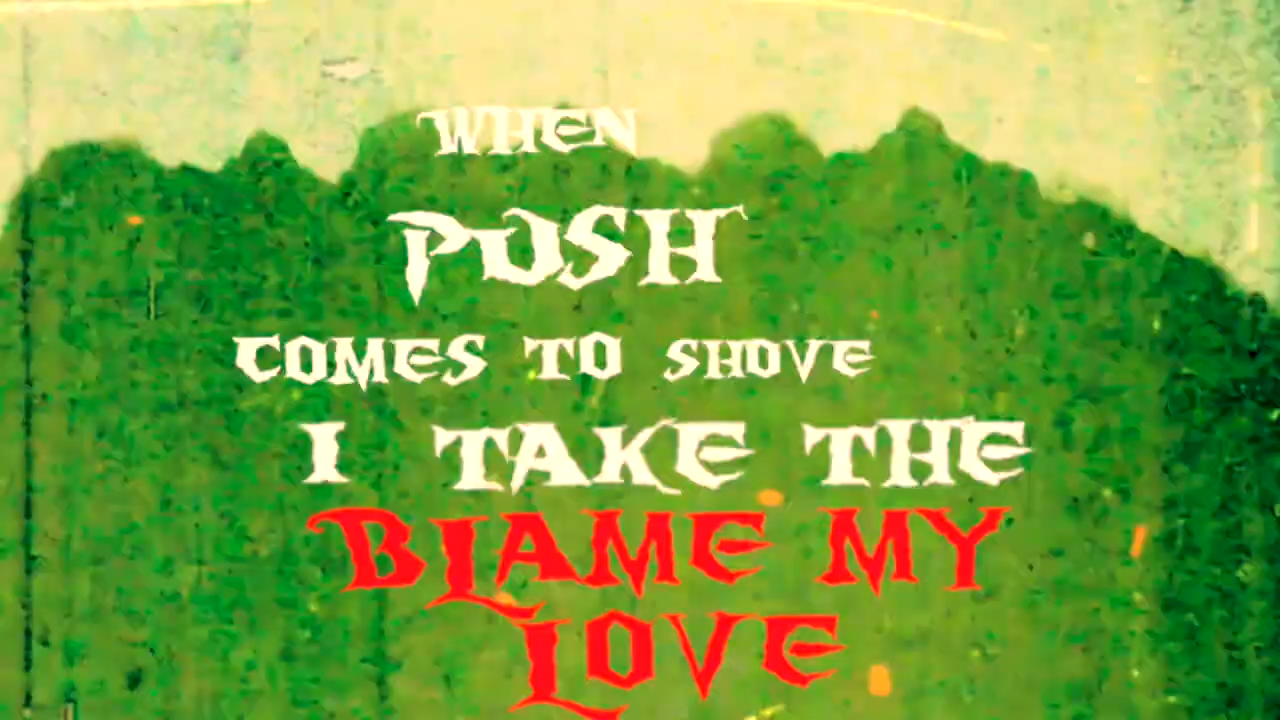 WHEN
PUSH
COMES TO SHOVE
I TAKE THE
BLAME MY
LOVE